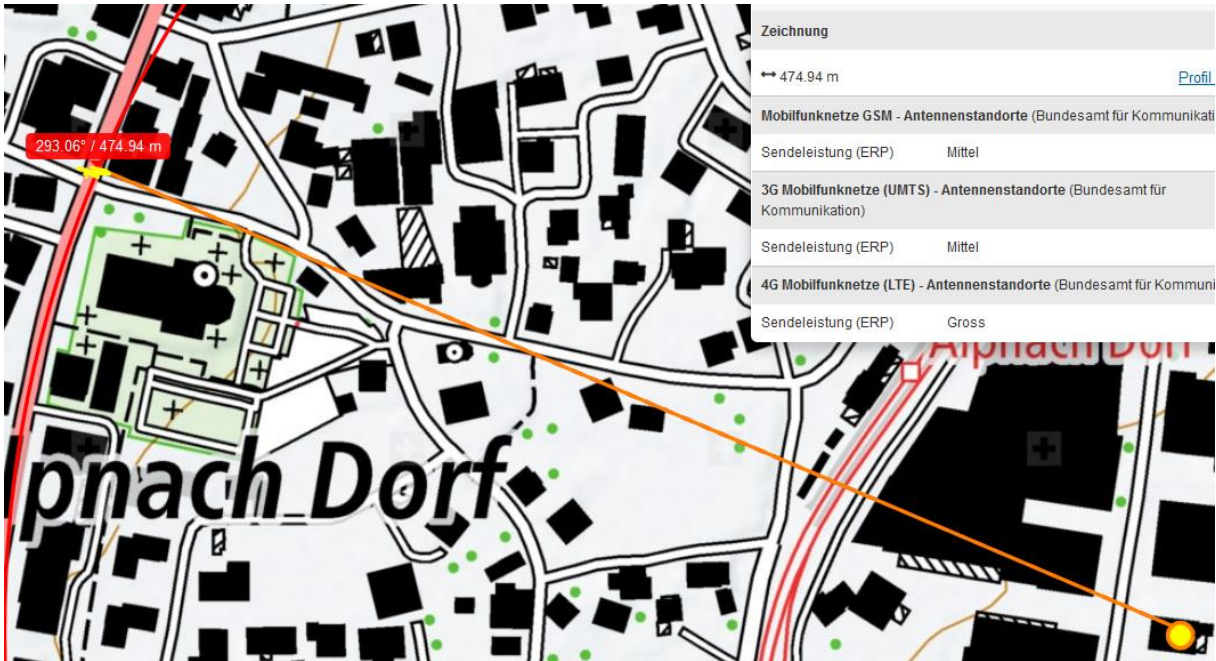 Zeichnung
474.94 m
Profil
Mobilfunknetze GSM - Antennenstandorte (Bundesamt für Kommunikati
Sendeleistung (ERP) Mittel
3G Mobilfunknetze (UMTS) - Antennenstandorte (Bundesamt für
Kommunikation)
Sendeleistung (ERP) Mittel
4G Mobilfunknetze (LTE) - Antennenstandorte (Bundesamt für Kommuni
Sendeleistung (ERP) Gross
293.06° / 474.94 m
Alpnach Dorf
pnach Dorf